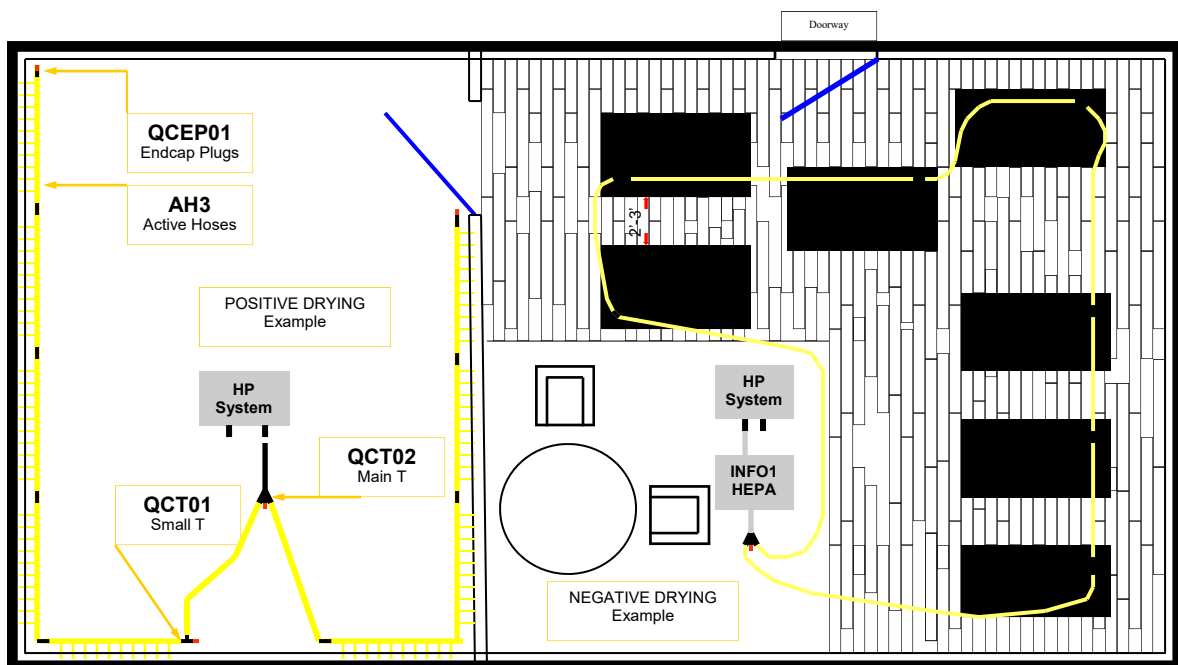 Doorway
QCEP01
Endcap Plugs
AH3
Active Hoses
2'-3'
POSITIVE DRYING
Example
HP
System
HP
System
QCT02
Main T
INFO1
HEPA
QCT01
Small T
NEGATIVE DRYING
Example